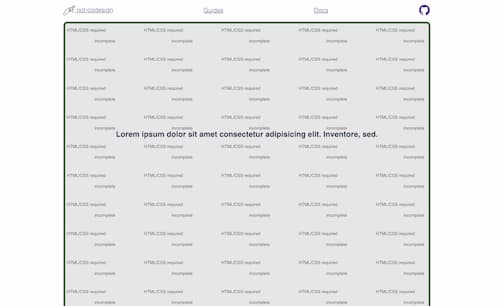 not-codesign Guides Docs
HTML/CSS required HTML/CSS required HTML/CSS required HTML/CSS required HTML/CSS required
incomplete incomplete incomplete incomplete incomplete
HTML/CSS required HTML/CSS required HTML/CSS required HTML/CSS required HTML/CSS required
incomplete incomplete incomplete incomplete incomplete
HTML/CSS required HTML/CSS required HTML/CSS required HTML/CSS required HTML/CSS required
incomplete incomplete incomplete incomplete incomplete
HTML/CSS required HTML/CSS required HTML/CSS required HTML/CSS required HTML/CSS required
incomplete incomplete incomplete incomplete incomplete
Lorem ipsum dolor sit amet consectetur adipisicing elit. Inventore, sed.
HTML/CSS required HTML/CSS required HTML/CSS required HTML/CSS required HTML/CSS required
incomplete incomplete incomplete incomplete incomplete
HTML/CSS required HTML/CSS required HTML/CSS required HTML/CSS required HTML/CSS required
incomplete incomplete incomplete incomplete incomplete
HTML/CSS required HTML/CSS required HTML/CSS required HTML/CSS required HTML/CSS required
incomplete incomplete incomplete incomplete incomplete
HTML/CSS required HTML/CSS required HTML/CSS required HTML/CSS required HTML/CSS required
incomplete incomplete incomplete incomplete incomplete
HTML/CSS required HTML/CSS required HTML/CSS required HTML/CSS required HTML/CSS required
incomplete incomplete incomplete incomplete incomplete
HTML/CSS required HTML/CSS required HTML/CSS required HTML/CSS required HTML/CSS required
incomplete incomplete incomplete incomplete incomplete